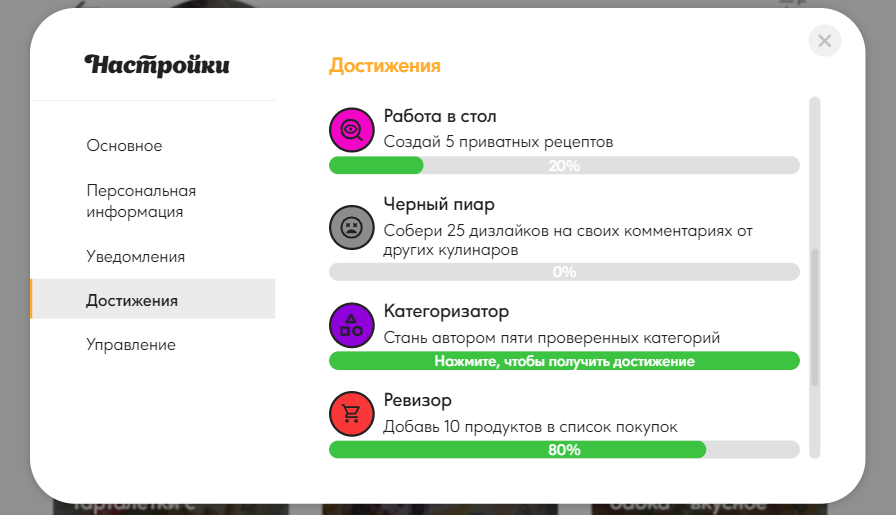 Настройки
Достижения
Основное
Персональная
информация
Уведомления
Достижения
Управление
Работа в стол
Создай 5 приватных рецептов
20%
Черный пиар
Собери 25 дизлайков на своих комментариях от
других кулинаров
0%
Категоризатор
Стань автором пяти проверенных категорий
Нажмите, чтобы получить достижение
Ревизор
Добавь 10 продуктов в список покупок
80%